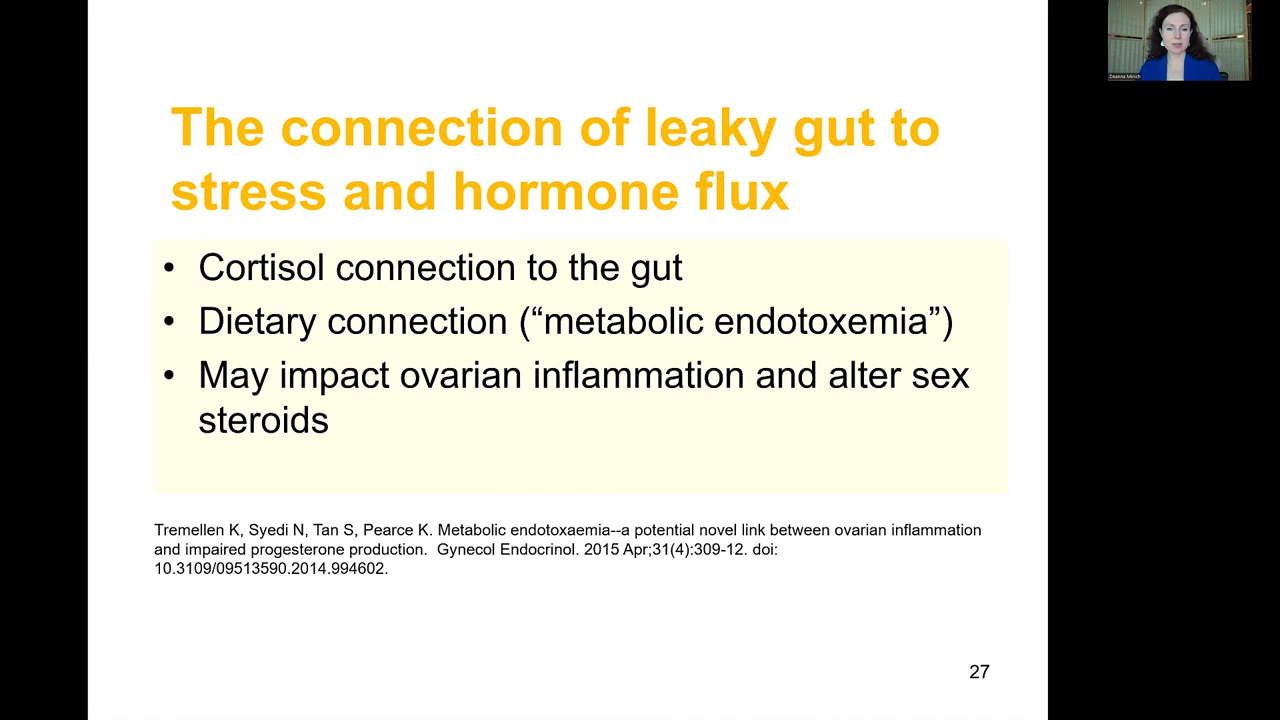 The connection of leaky gut to
stress and hormone flux
• Cortisol connection to the gut
• Dietary connection (“metabolic endotoxemia”)
• May impact ovarian inflammation and alter sex
steroids
Tremellen K, Syedi N, Tan S, Pearce K. Metabolic endotoxaemia--a potential novel link between ovarian inflammation
and impaired progesterone production. Gynecol Endocrinol. 2015 Apr;31(4):309-12. doi:
10.3109/09513590.2014.994602.
27
Deanna Minich